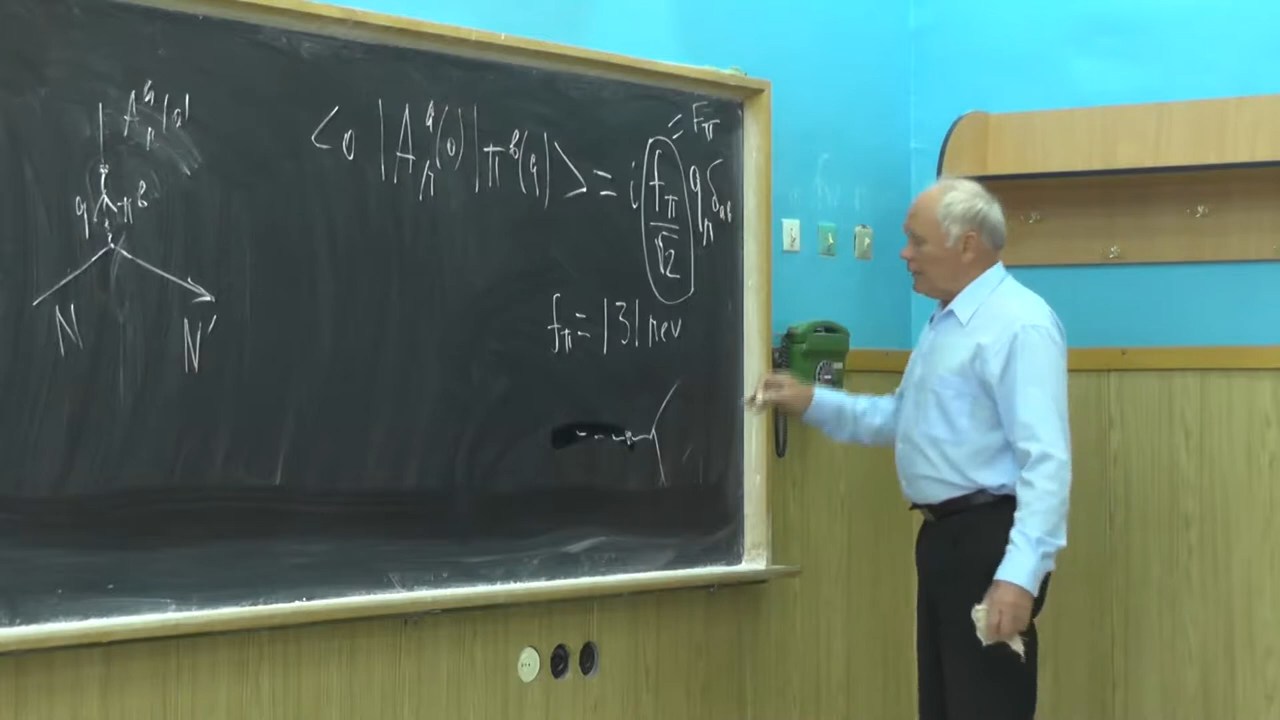 A^a_μ(x)
q π^b
N N'
= F_π
<0|A^a_μ(0)|π^b(q)> = i f_π/√2 q_μ δ_ab
f_π = 131 MeV